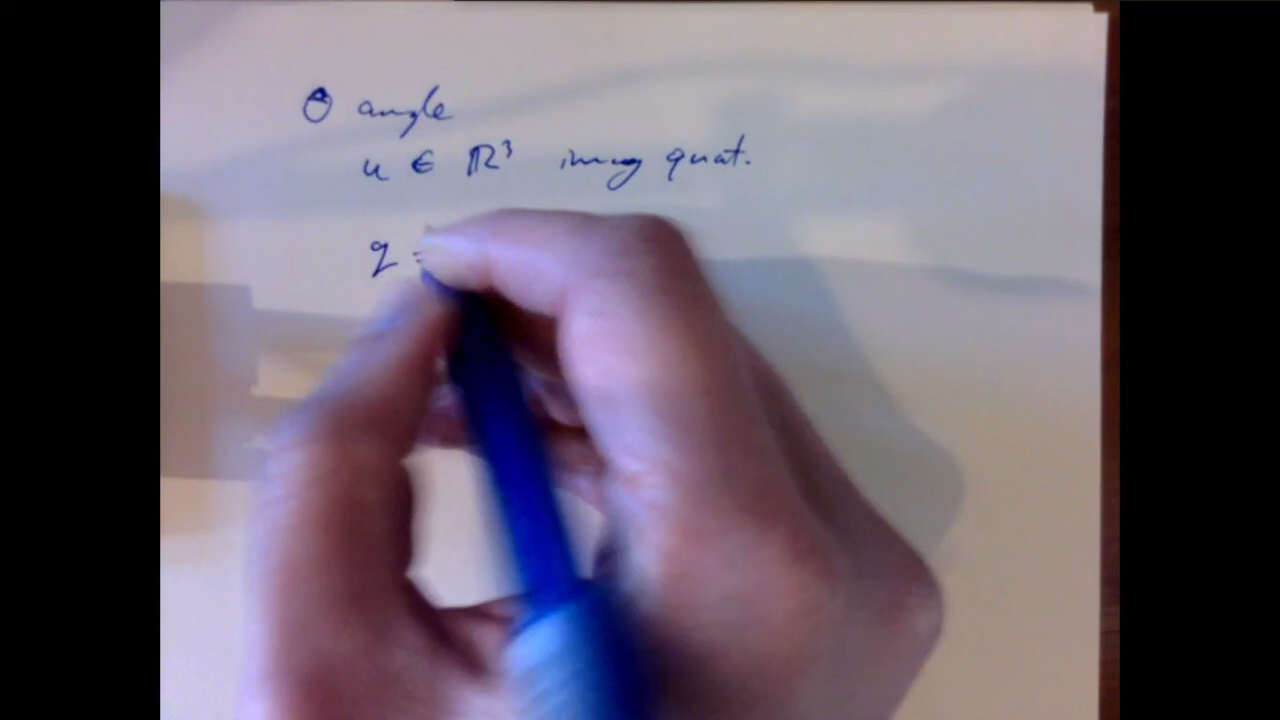 θ angle
u ∈ ℝ³ imag quat.
q =